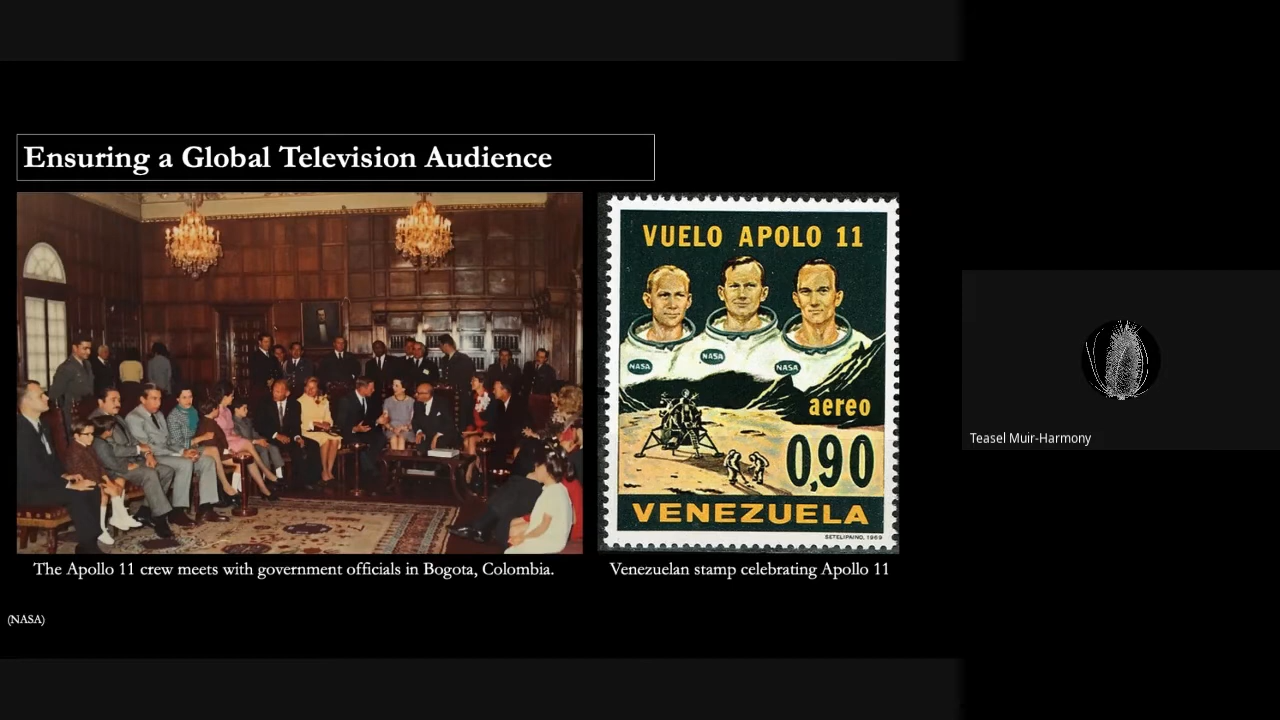 Ensuring a Global Television Audience
VUELO APOLO 11
NASA
NASA
NASA
aereo
0,90
VENEZUELA
SETELIPAINO, 1969
The Apollo 11 crew meets with government officials in Bogota, Colombia.
Venezuelan stamp celebrating Apollo 11
(NASA)
Teasel Muir-Harmony